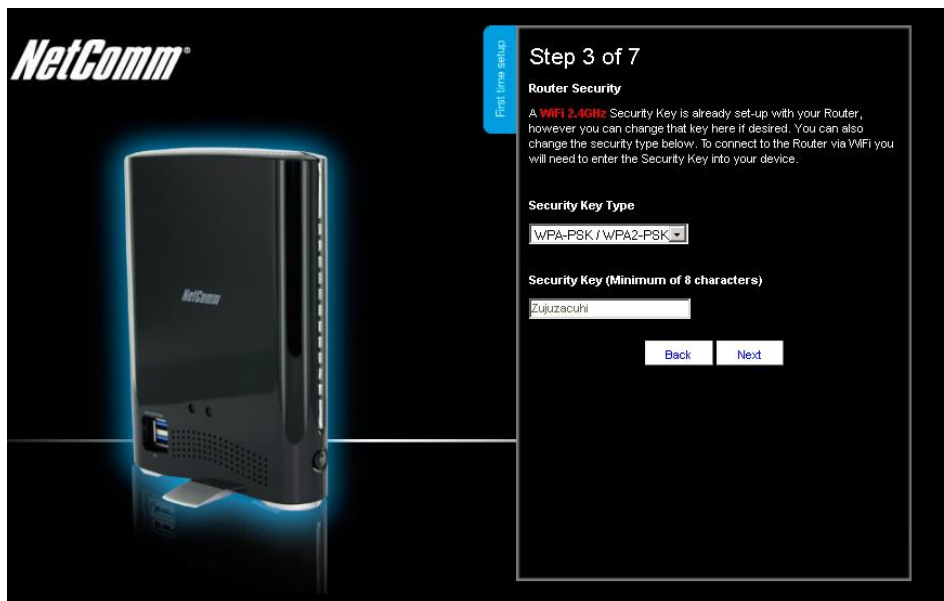 NetComm®
First time setup
Step 3 of 7
Router Security
A WiFi 2.4GHz Security Key is already set-up with your Router,
however you can change that key here if desired. You can also
change the security type below. To connect to the Router via WiFi you
will need to enter the Security Key into your device.
Security Key Type
WPA-PSK / WPA2-PSK
Security Key (Minimum of 8 characters)
Zujuzacuhi
Back Next
NetComm